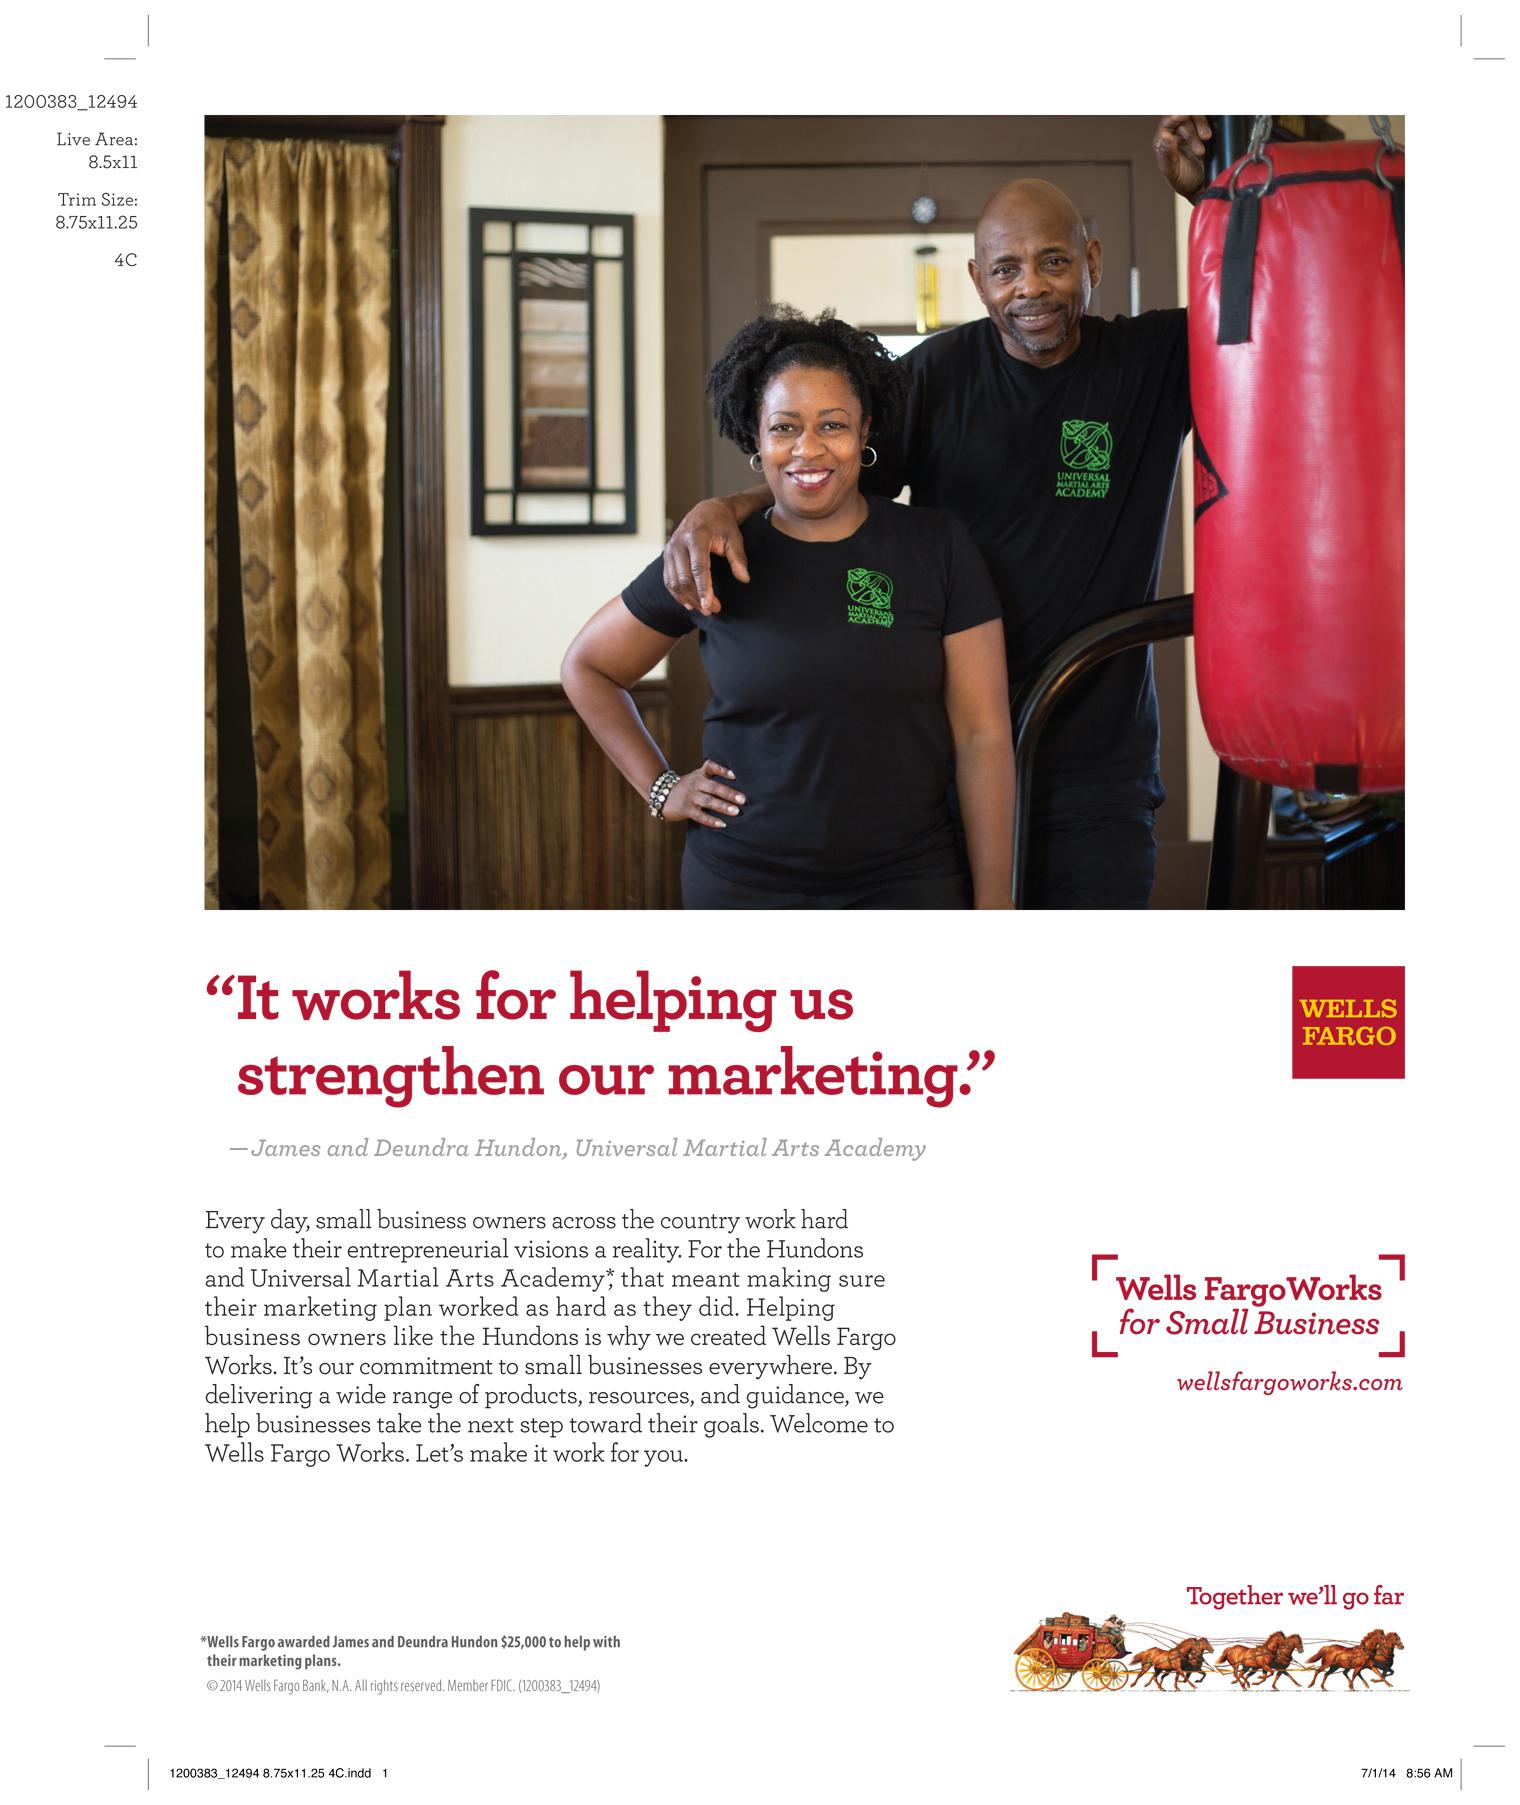 1200383_12494
Live Area:
8.5x11
Trim Size:
8.75x11.25
4C
UNIVERSAL
MARTIAL ARTS
ACADEMY
UNIVERSAL
MARTIAL ARTS
ACADEMY
“It works for helping us
strengthen our marketing.”
WELLS
FARGO
— James and Deundra Hundon, Universal Martial Arts Academy
Every day, small business owners across the country work hard
to make their entrepreneurial visions a reality. For the Hundons
and Universal Martial Arts Academy*, that meant making sure
their marketing plan worked as hard as they did. Helping
business owners like the Hundons is why we created Wells Fargo
Works. It’s our commitment to small businesses everywhere. By
delivering a wide range of products, resources, and guidance, we
help businesses take the next step toward their goals. Welcome to
Wells Fargo Works. Let’s make it work for you.
Wells Fargo Works
for Small Business
wellsfargoworks.com
Together we’ll go far
*Wells Fargo awarded James and Deundra Hundon $25,000 to help with
their marketing plans.
© 2014 Wells Fargo Bank, N.A. All rights reserved. Member FDIC. (1200383_12494)
1200383_12494 8.75x11.25 4C.indd 1
7/1/14 8:56 AM